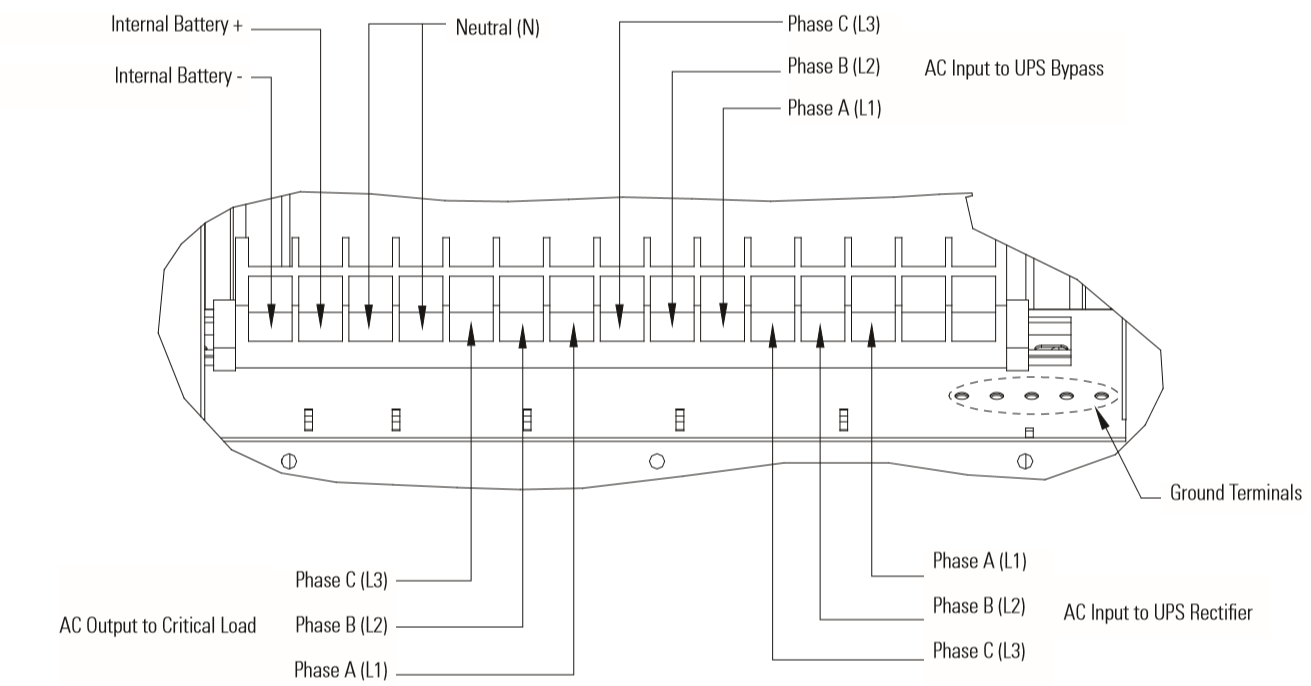 Internal Battery +
Internal Battery -
Neutral (N)
Phase C (L3)
Phase B (L2)
AC Input to UPS Bypass
Phase A (L1)
Ground Terminals
Phase C (L3)
AC Output to Critical Load
Phase B (L2)
Phase A (L1)
Phase A (L1)
Phase B (L2)
AC Input to UPS Rectifier
Phase C (L3)